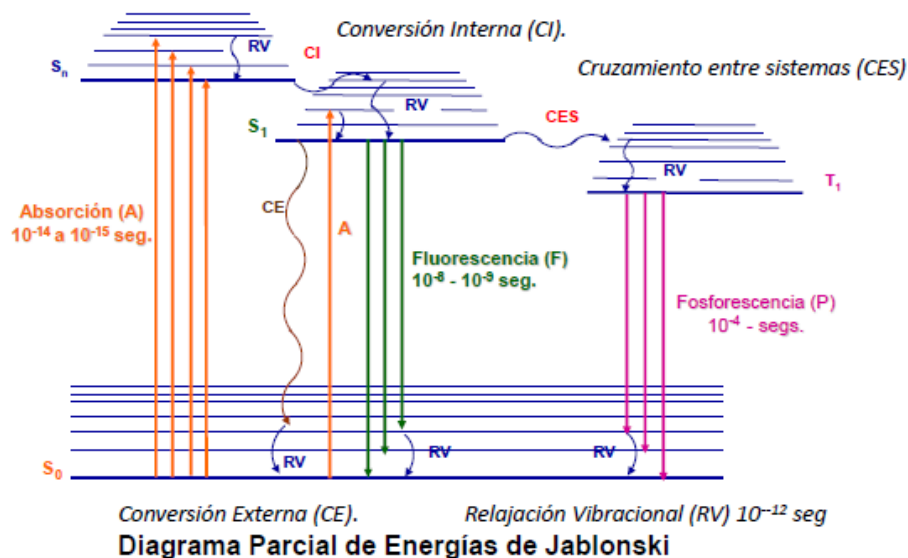 Conversión Interna (CI).
RV
CI
Sn
Cruzamiento entre sistemas (CES)
RV
CES
S1
RV
T1
Absorción (A)
10-14 a 10-15 seg.
CE
A
Fluorescencia (F)
10-8 - 10-9 seg.
Fosforescencia (P)
10-4 - segs.
RV
RV
RV
S0
Conversión Externa (CE).
Relajación Vibracional (RV) 10–12 seg
Diagrama Parcial de Energías de Jablonski